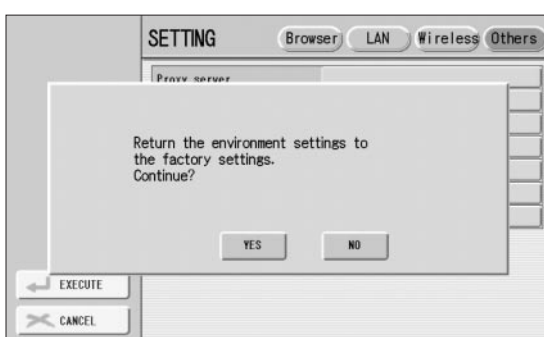 SETTING
Browser LAN Wireless Others
Proxy server
Return the environment settings to
the factory settings.
Continue?
YES NO
EXECUTE
CANCEL